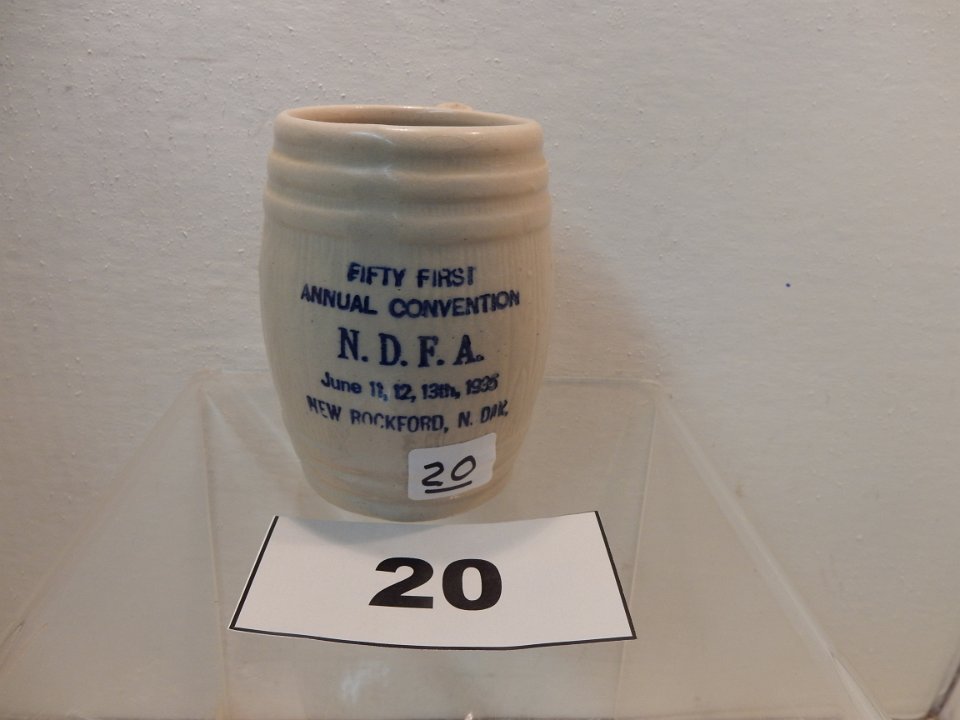 FIFTY FIRST
ANNUAL CONVENTION
N. D. F. A.
June 11, 12, 13th, 1935
NEW ROCKFORD, N. DAK.
20
20